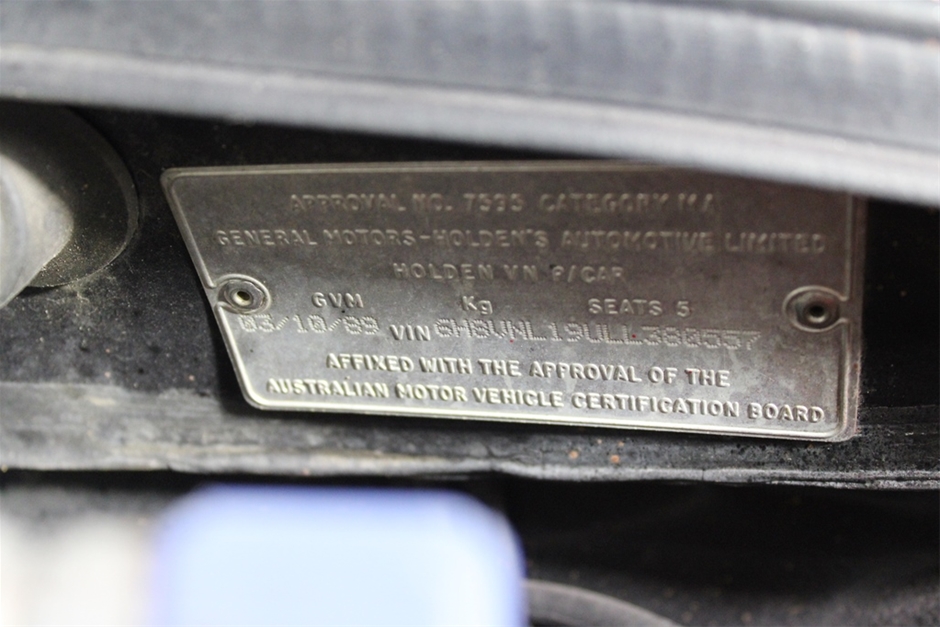 APPROVAL NO. 7595 CATEGORY MA
GENERAL MOTORS-HOLDEN'S AUTOMOTIVE LIMITED
HOLDEN VN P/CAR
GVM Kg SEATS 5
03/10/89 VIN 6H8VNL19ULL380557
AFFIXED WITH THE APPROVAL OF THE
AUSTRALIAN MOTOR VEHICLE CERTIFICATION BOARD